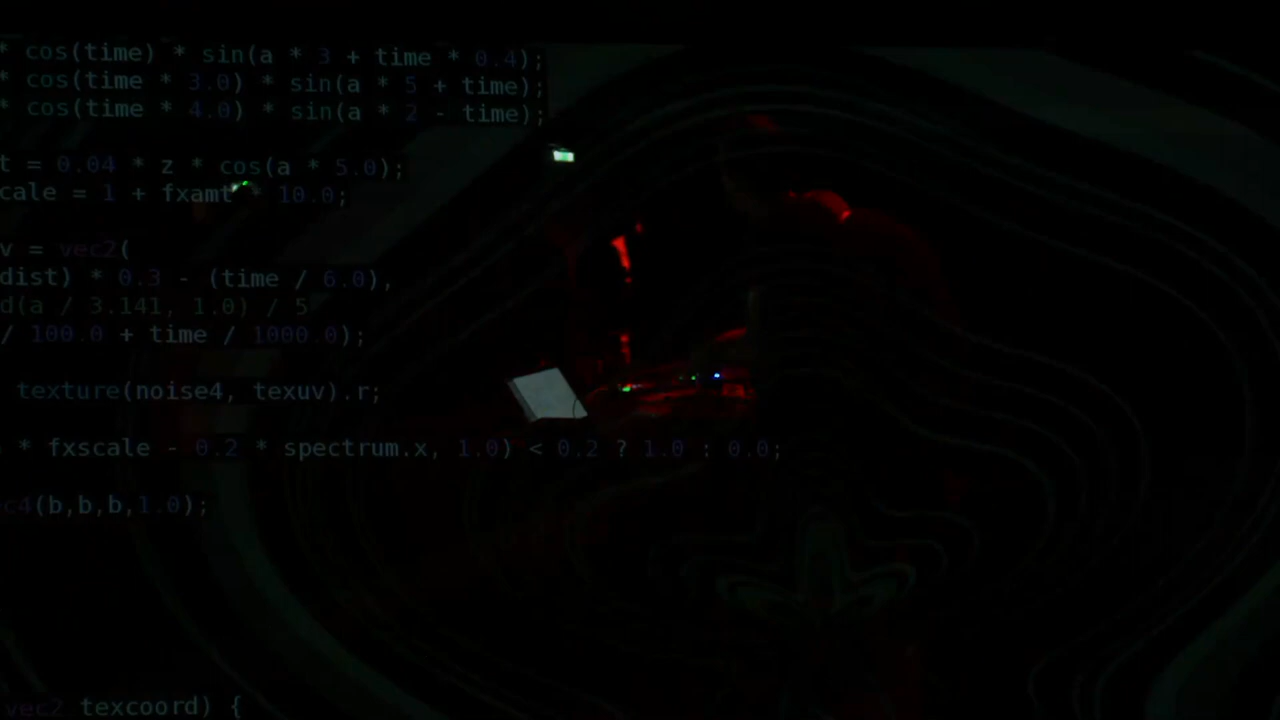 * cos(time) * sin(a * 3 + time * 0.4);
* cos(time * 3.0) * sin(a * 5 + time);
* cos(time * 4.0) * sin(a * 2 - time);
t = 0.04 * z * cos(a * 5.0);
cale = 1 + fxamt * 10.0;
v = vec2(
dist) * 0.3 - (time / 6.0),
d(a / 3.141, 1.0) / 5
/ 100.0 + time / 1000.0);
texture(noise4, texuv).r;
* fxscale - 0.2 * spectrum.x, 1.0) < 0.2 ? 1.0 : 0.0;
c4(b,b,b,1.0);
vec2 texcoord) {